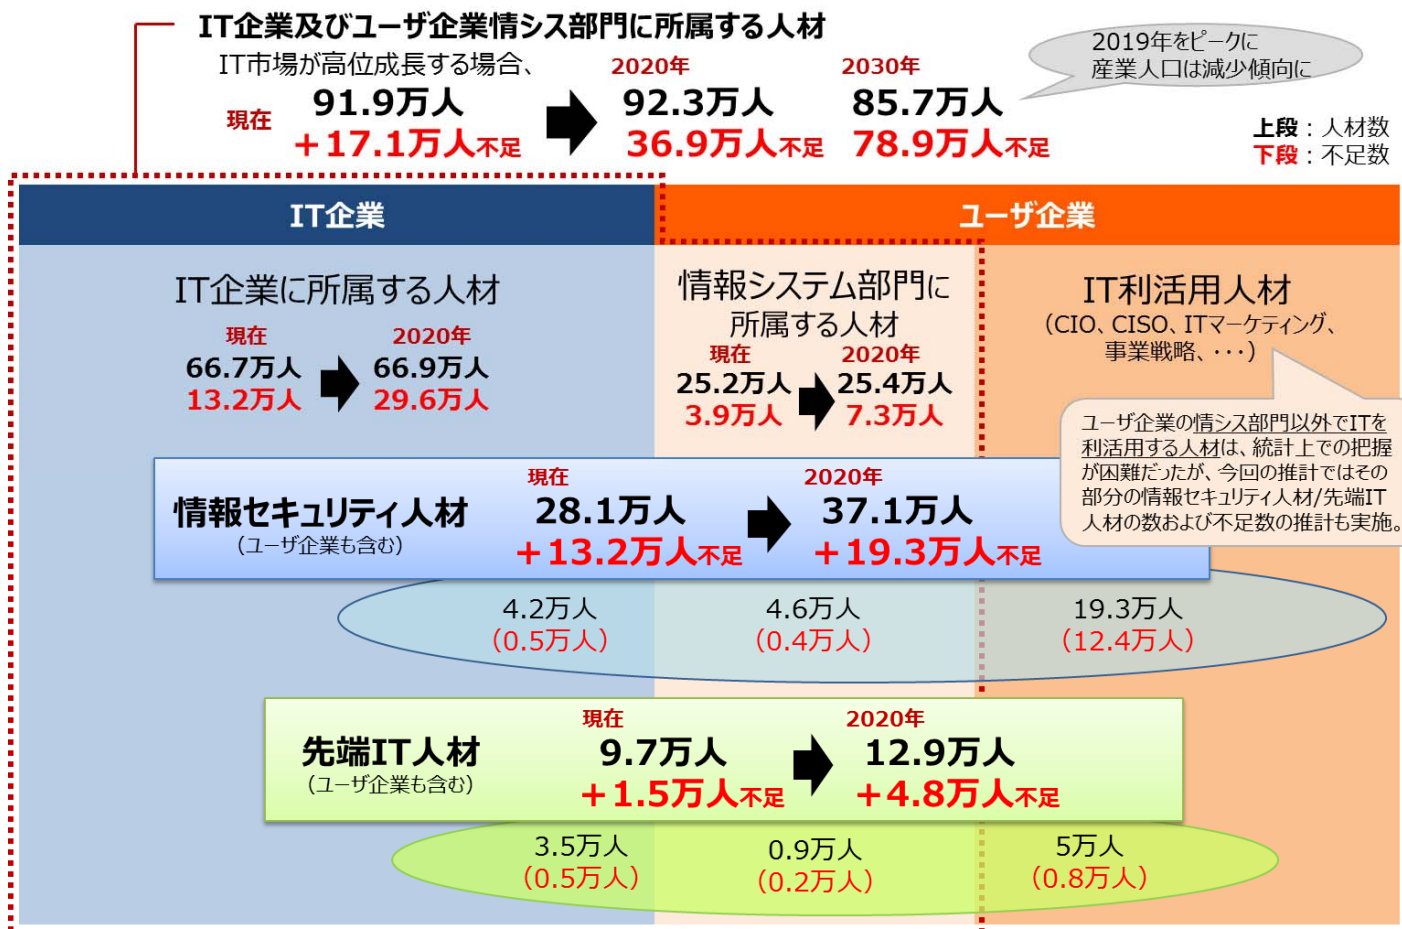 IT企業及びユーザ企業情シス部門に所属する人材
IT市場が高位成長する場合、
2020年
2030年
現在
91.9万人
92.3万人
85.7万人
+17.1万人不足
36.9万人不足
78.9万人不足
2019年をピークに
産業人口は減少傾向に
上段：人材数
下段：不足数
IT企業
ユーザ企業
IT企業に所属する人材
現在
2020年
66.7万人
66.9万人
13.2万人
29.6万人
情報システム部門に
所属する人材
現在
2020年
25.2万人
25.4万人
3.9万人
7.3万人
IT利活用人材
（CIO、CISO、ITマーケティング、
事業戦略、・・・）
ユーザ企業の情シス部門以外でITを
利活用する人材は、統計上での把握
が困難だったが、今回の推計ではその
部分の情報セキュリティ人材/先端IT
人材の数および不足数の推計も実施。
情報セキュリティ人材
（ユーザ企業も含む）
現在
2020年
28.1万人
37.1万人
+13.2万人不足
+19.3万人不足
4.2万人
4.6万人
19.3万人
（0.5万人）
（0.4万人）
（12.4万人）
先端IT人材
（ユーザ企業も含む）
現在
2020年
9.7万人
12.9万人
+1.5万人不足
+4.8万人不足
3.5万人
0.9万人
5万人
（0.5万人）
（0.2万人）
（0.8万人）